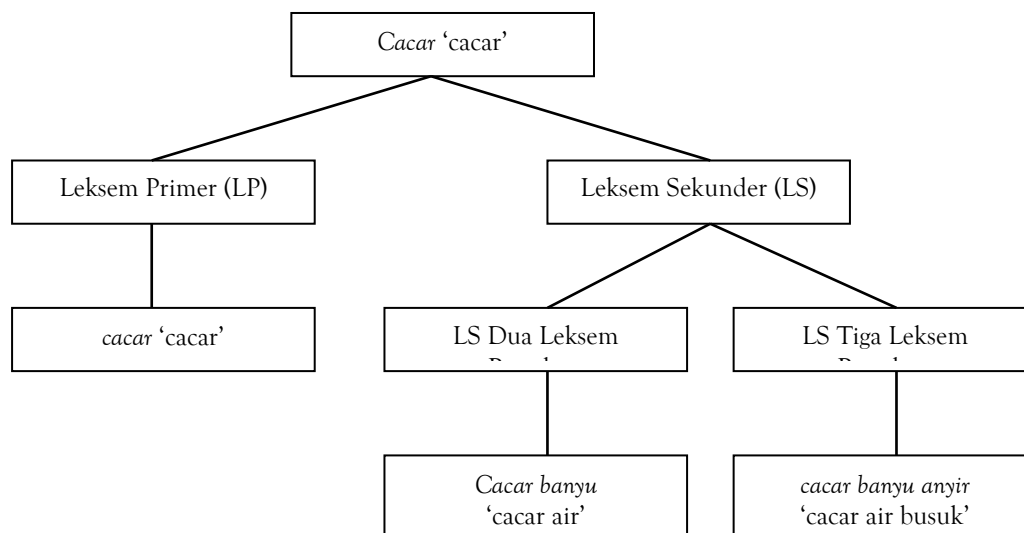 Cacar ‘cacar’
Leksem Primer (LP)
Leksem Sekunder (LS)
cacar ‘cacar’
LS Dua Leksem
LS Tiga Leksem
Cacar banyu
‘cacar air’
cacar banyu anyir
‘cacar air busuk’